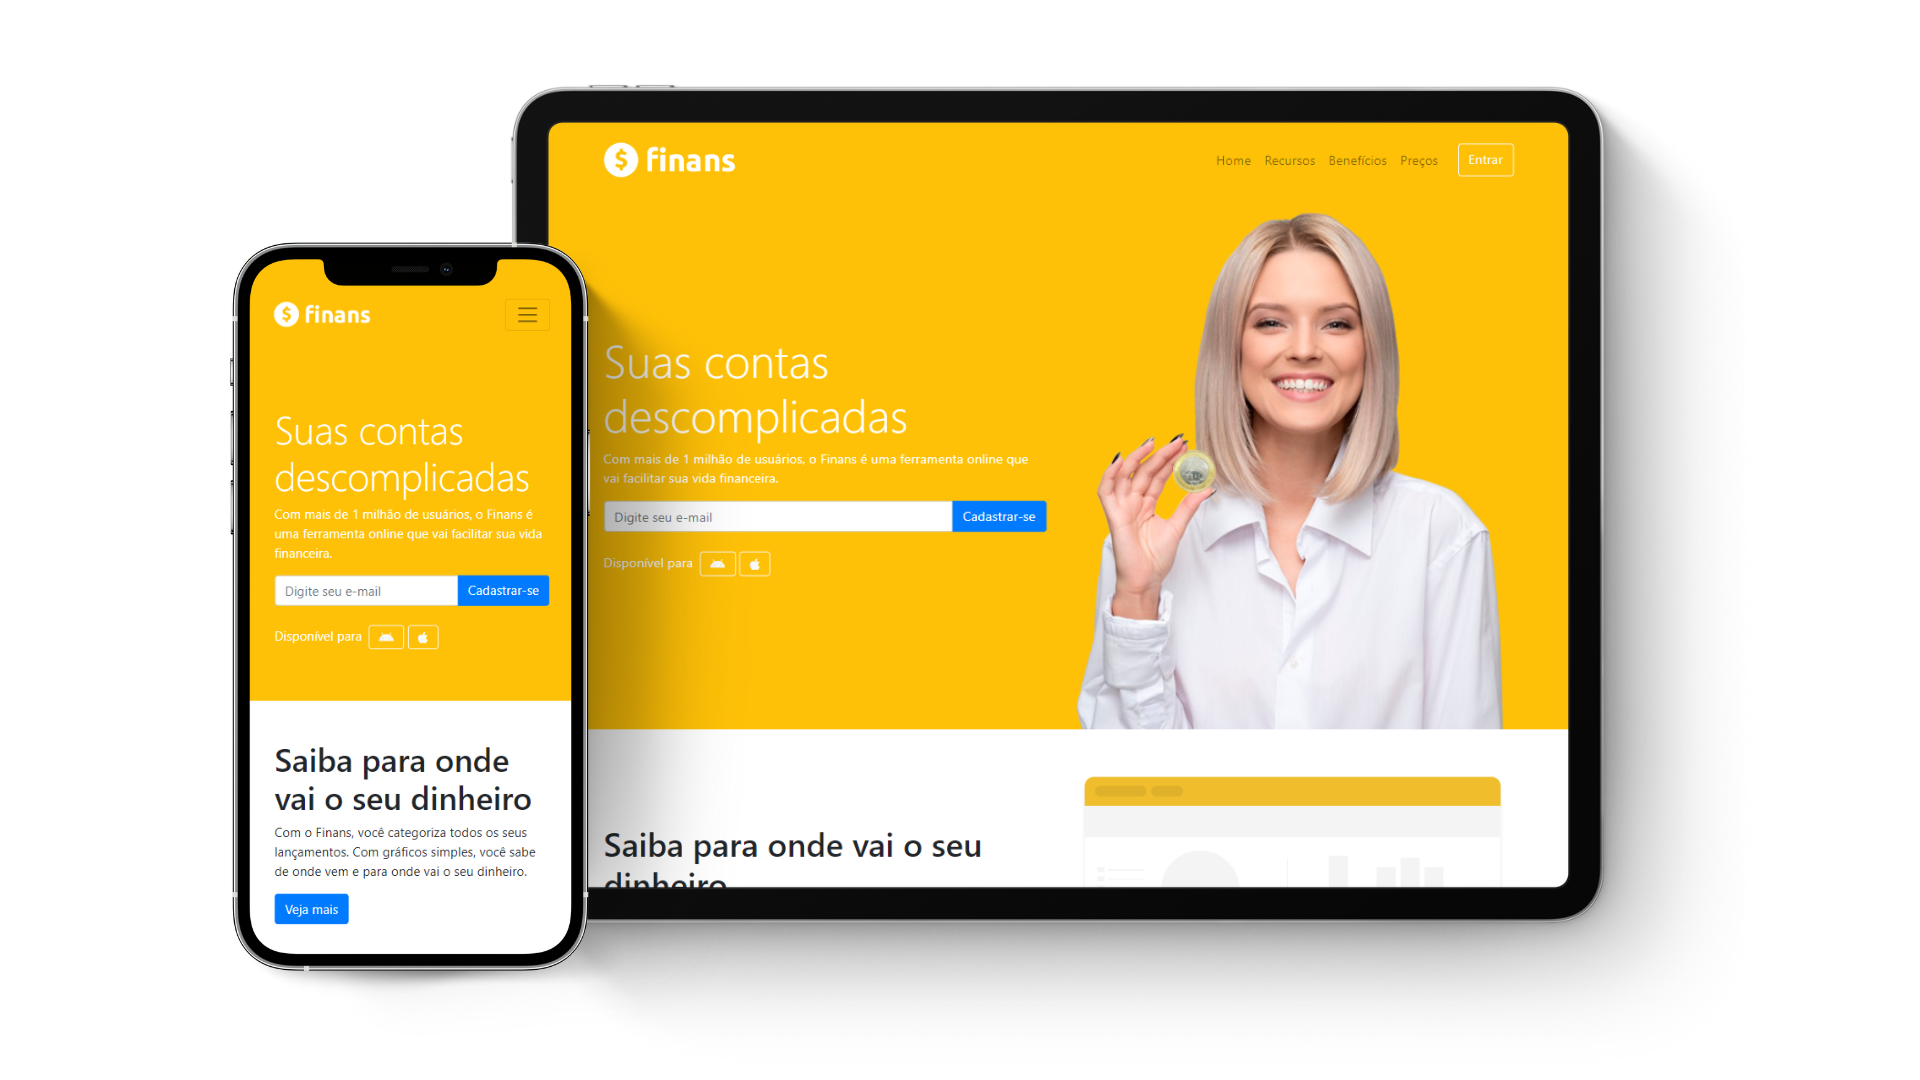 finans
Suas contas
descomplicadas
Com mais de 1 milhão de usuários, o Finans é
uma ferramenta online que vai facilitar sua vida
financeira.
Digite seu e-mail
Cadastrar-se
Disponível para
Saiba para onde
vai o seu dinheiro
Com o Finans, você categoriza todos os seus
lançamentos. Com gráficos simples, você sabe
de onde vem e para onde vai o seu dinheiro.
Veja mais
finans
Home Recursos Benefícios Preços Entrar
Suas contas
descomplicadas
Com mais de 1 milhão de usuários, o Finans é uma ferramenta online que
vai facilitar sua vida financeira.
Digite seu e-mail
Cadastrar-se
Disponível para
Saiba para onde vai o seu
dinheiro